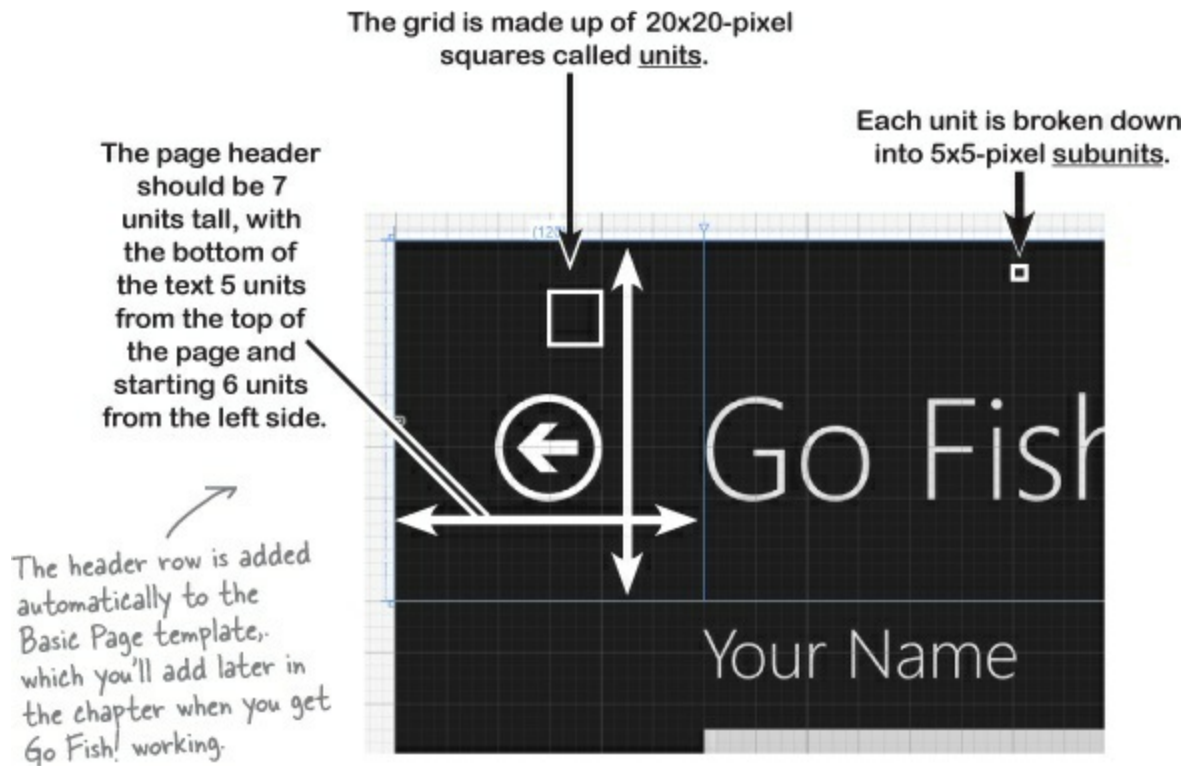 The grid is made up of 20x20-pixel
squares called units.
Each unit is broken down
into 5x5-pixel subunits.
The page header
should be 7
units tall, with
the bottom of
the text 5 units
from the top of
the page and
starting 6 units
from the left side.
Go Fish
Your Name
The header row is added
automatically to the
Basic Page template,
which you'll add later in
the chapter when you get
Go Fish! working.